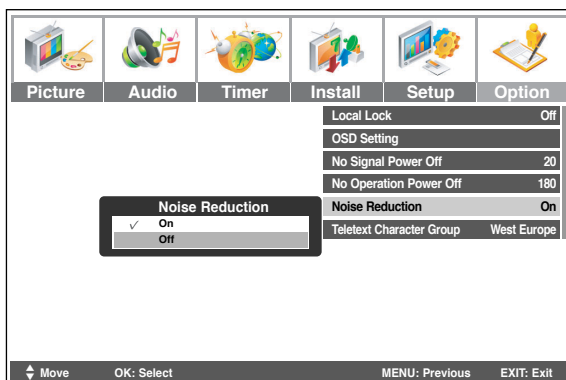 Picture Audio Timer Install Setup Option
Local Lock Off
OSD Setting
No Signal Power Off 20
No Operation Power Off 180
Noise Reduction On
Teletext Character Group West Europe
Noise Reduction
✓ On
Off
Move OK: Select MENU: Previous EXIT: Exit